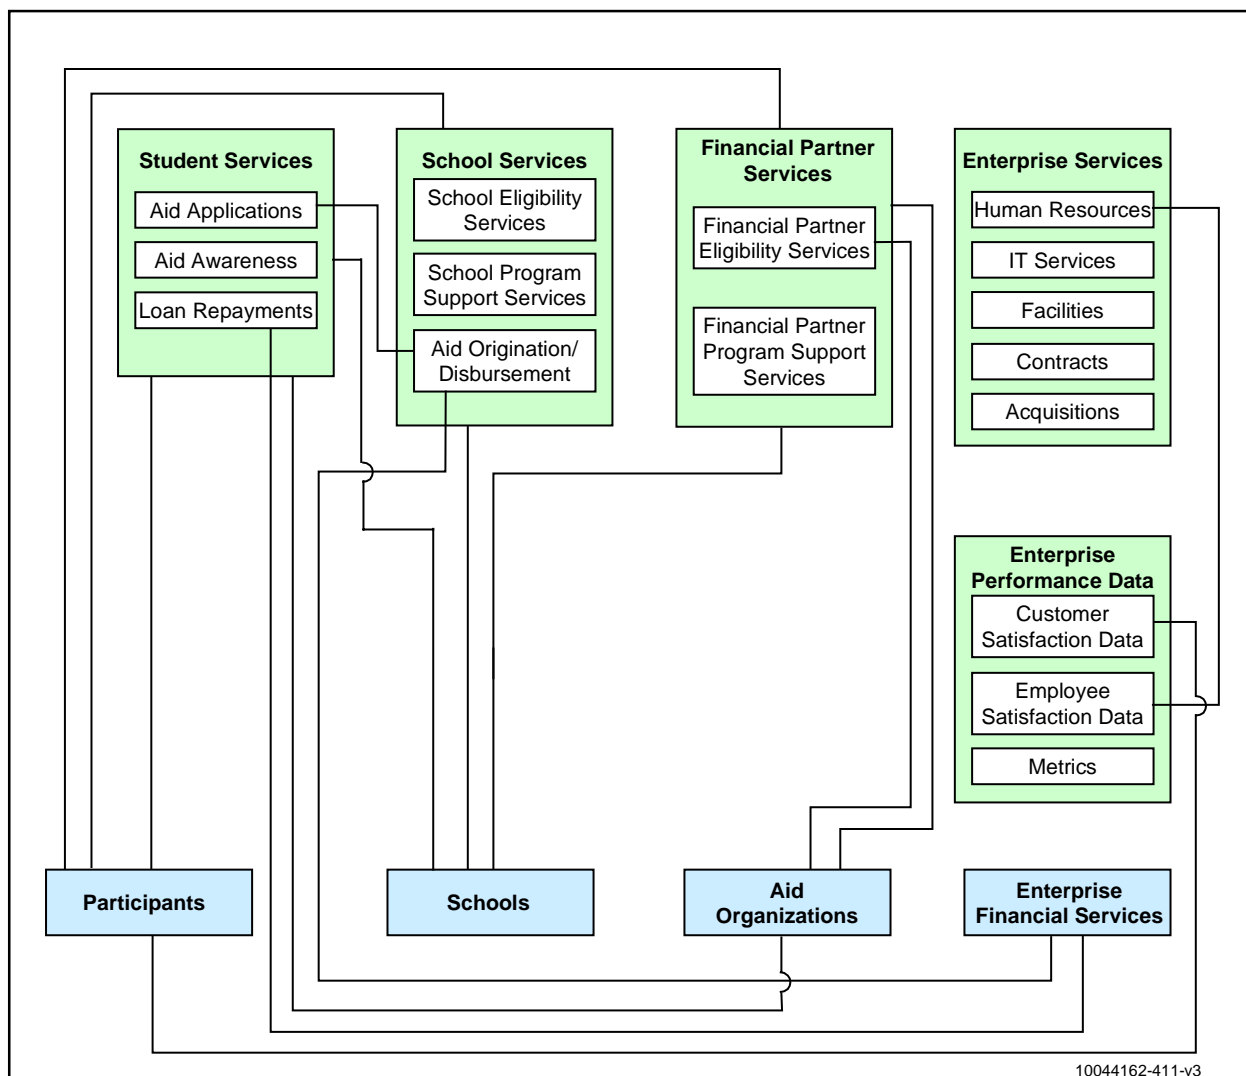 Student Services
Aid Applications
Aid Awareness
Loan Repayments
School Services
School Eligibility
Services
School Program
Support Services
Aid Origination/
Disbursement
Financial Partner
Services
Financial Partner
Eligibility Services
Financial Partner
Program Support
Services
Enterprise Services
Human Resources
IT Services
Facilities
Contracts
Acquisitions
Enterprise
Performance Data
Customer
Satisfaction Data
Employee
Satisfaction Data
Metrics
Participants
Schools
Aid
Organizations
Enterprise
Financial Services
10044162-411-v3